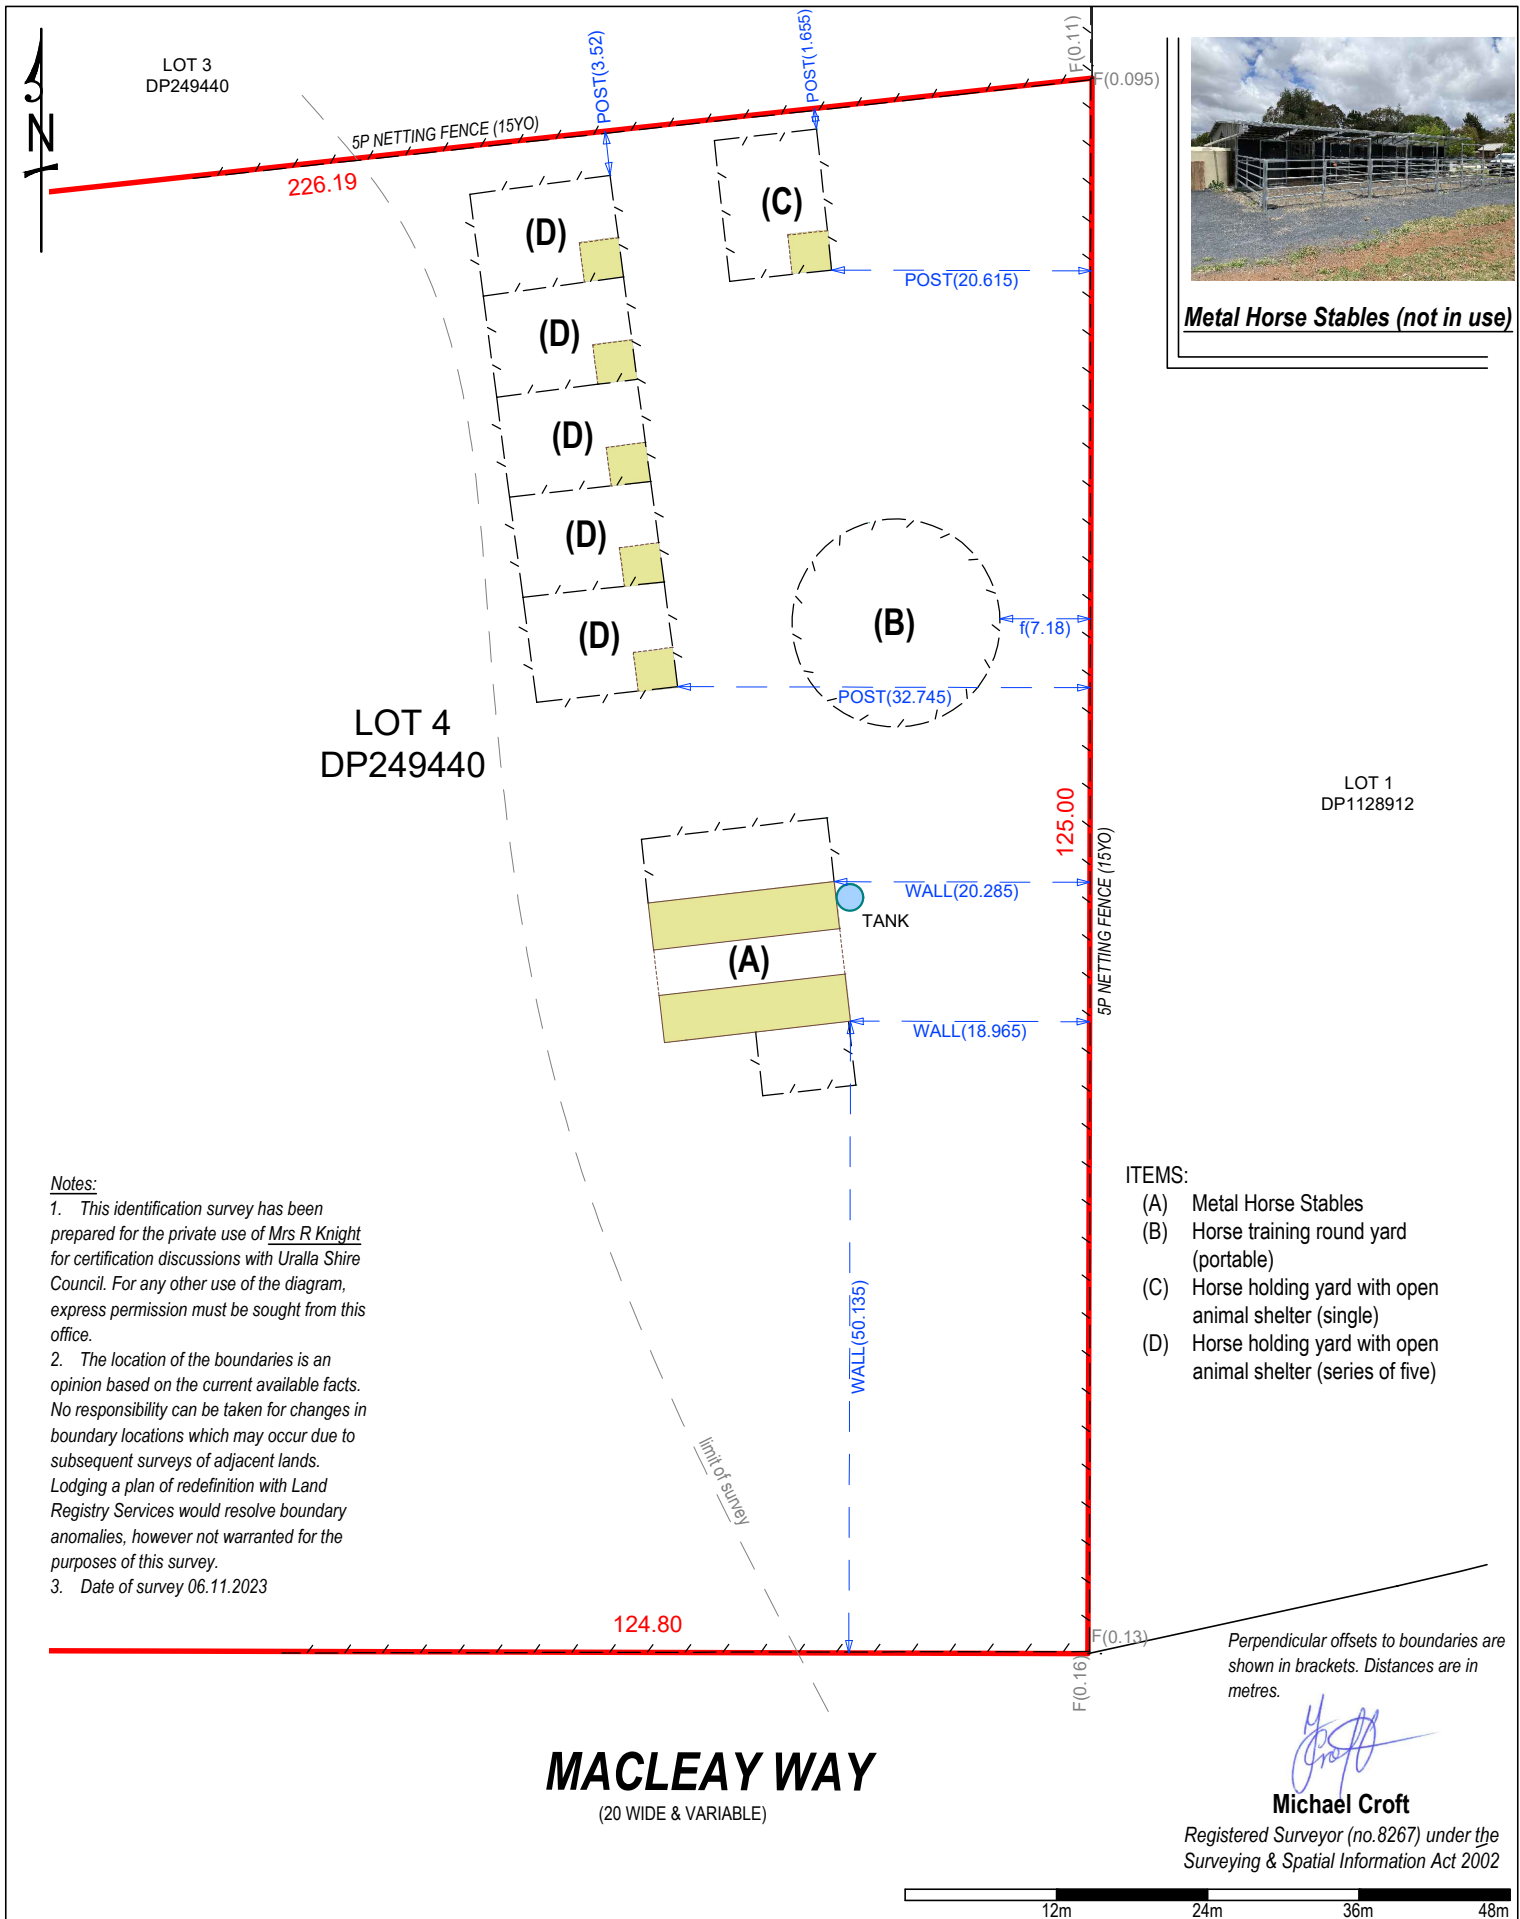 LOT 3
DP249440
N
5P NETTING FENCE (15YO)
226.19
POST(3.52)
POST(1.655)
F(0.11)
F(0.095)
Metal Horse Stables (not in use)
(C)
POST(20.615)
(D)
(D)
(D)
(D)
(D)
(B)
f(7.18)
POST(32.745)
LOT 4
DP249440
LOT 1
DP1128912
125.00
5P NETTING FENCE (15YO)
WALL(20.285)
TANK
(A)
WALL(18.965)
WALL(50.135)
limit of survey
Notes:
1. This identification survey has been
prepared for the private use of Mrs R Knight
for certification discussions with Uralla Shire
Council. For any other use of the diagram,
express permission must be sought from this
office.
2. The location of the boundaries is an
opinion based on the current available facts.
No responsibility can be taken for changes in
boundary locations which may occur due to
subsequent surveys of adjacent lands.
Lodging a plan of redefinition with Land
Registry Services would resolve boundary
anomalies, however not warranted for the
purposes of this survey.
3. Date of survey 06.11.2023
ITEMS:
(A) Metal Horse Stables
(B) Horse training round yard
(portable)
(C) Horse holding yard with open
animal shelter (single)
(D) Horse holding yard with open
animal shelter (series of five)
124.80
F(0.13)
F(0.16)
Perpendicular offsets to boundaries are
shown in brackets. Distances are in
metres.
M Croft
Michael Croft
Registered Surveyor (no.8267) under the
Surveying & Spatial Information Act 2002
MACLEAY WAY
(20 WIDE & VARIABLE)
12m 24m 36m 48m